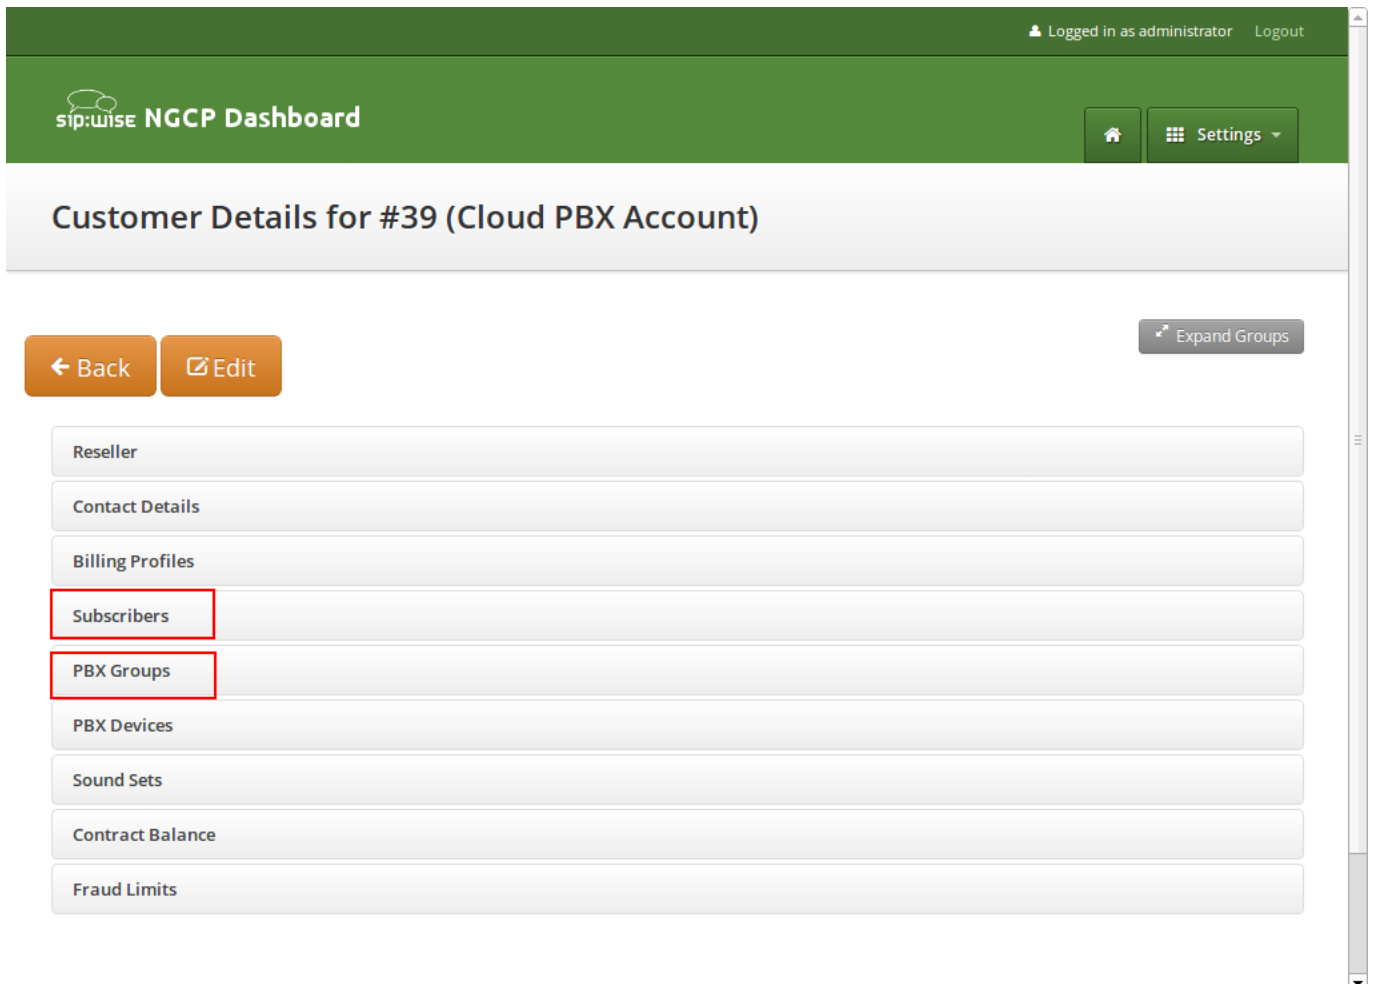 Logged in as administrator Logout
sip:wise NGCP Dashboard
Settings
Customer Details for #39 (Cloud PBX Account)
Expand Groups
Back Edit
Reseller
Contact Details
Billing Profiles
Subscribers
PBX Groups
PBX Devices
Sound Sets
Contract Balance
Fraud Limits